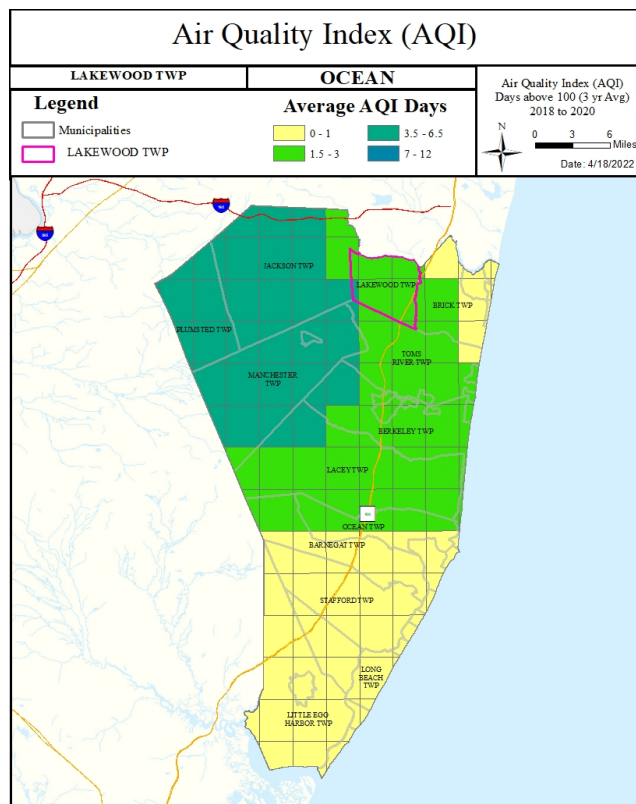 Air Quality Index (AQI)
LAKEWOOD TWP
OCEAN
Air Quality Index (AQI)
Days above 100 (3 yr Avg)
2018 to 2020
Legend
Municipalities
LAKEWOOD TWP
Average AQI Days
0 - 1
3.5 - 6.5
1.5 - 3
7 - 12
N
0 3 6
Miles
Date: 4/18/2022
JACKSON TWP
LAKEWOOD TWP
BRICK TWP
PLUMSTED TWP
TOMS
RIVER TWP
MANCHESTER
TWP
BERKELEY TWP
LACEY TWP
OCEAN TWP
BARNEGAT TWP
STAFFORD TWP
LONG
BEACH
TWP
LITTLE EGG
HARBOR TWP